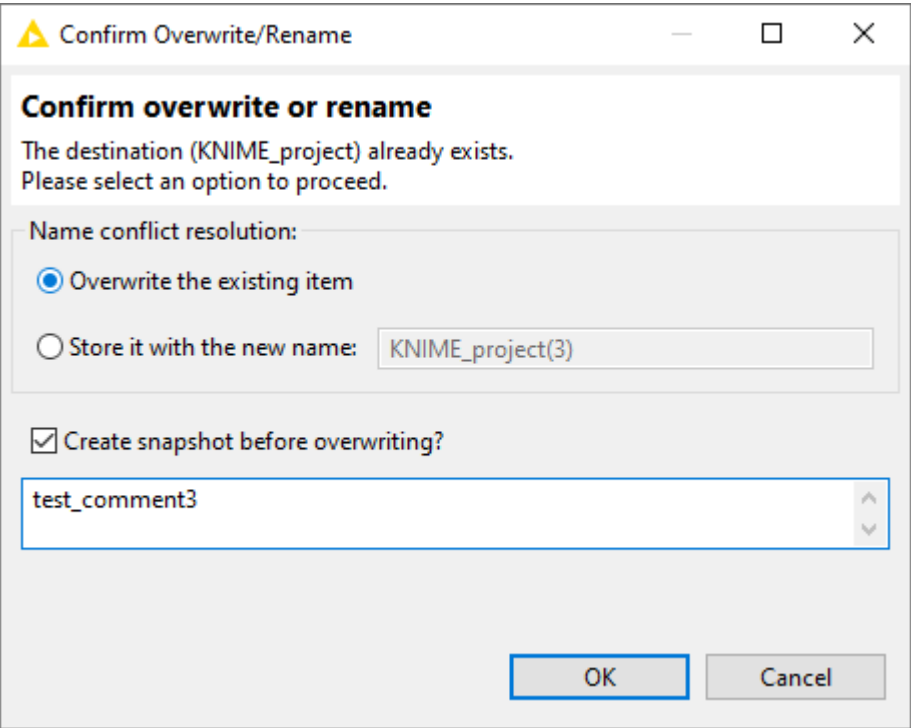 Confirm Overwrite/Rename
Confirm overwrite or rename
The destination (KNIME_project) already exists.
Please select an option to proceed.
Name conflict resolution:
Overwrite the existing item
Store it with the new name: KNIME_project(3)
Create snapshot before overwriting?
test_comment3
OK Cancel